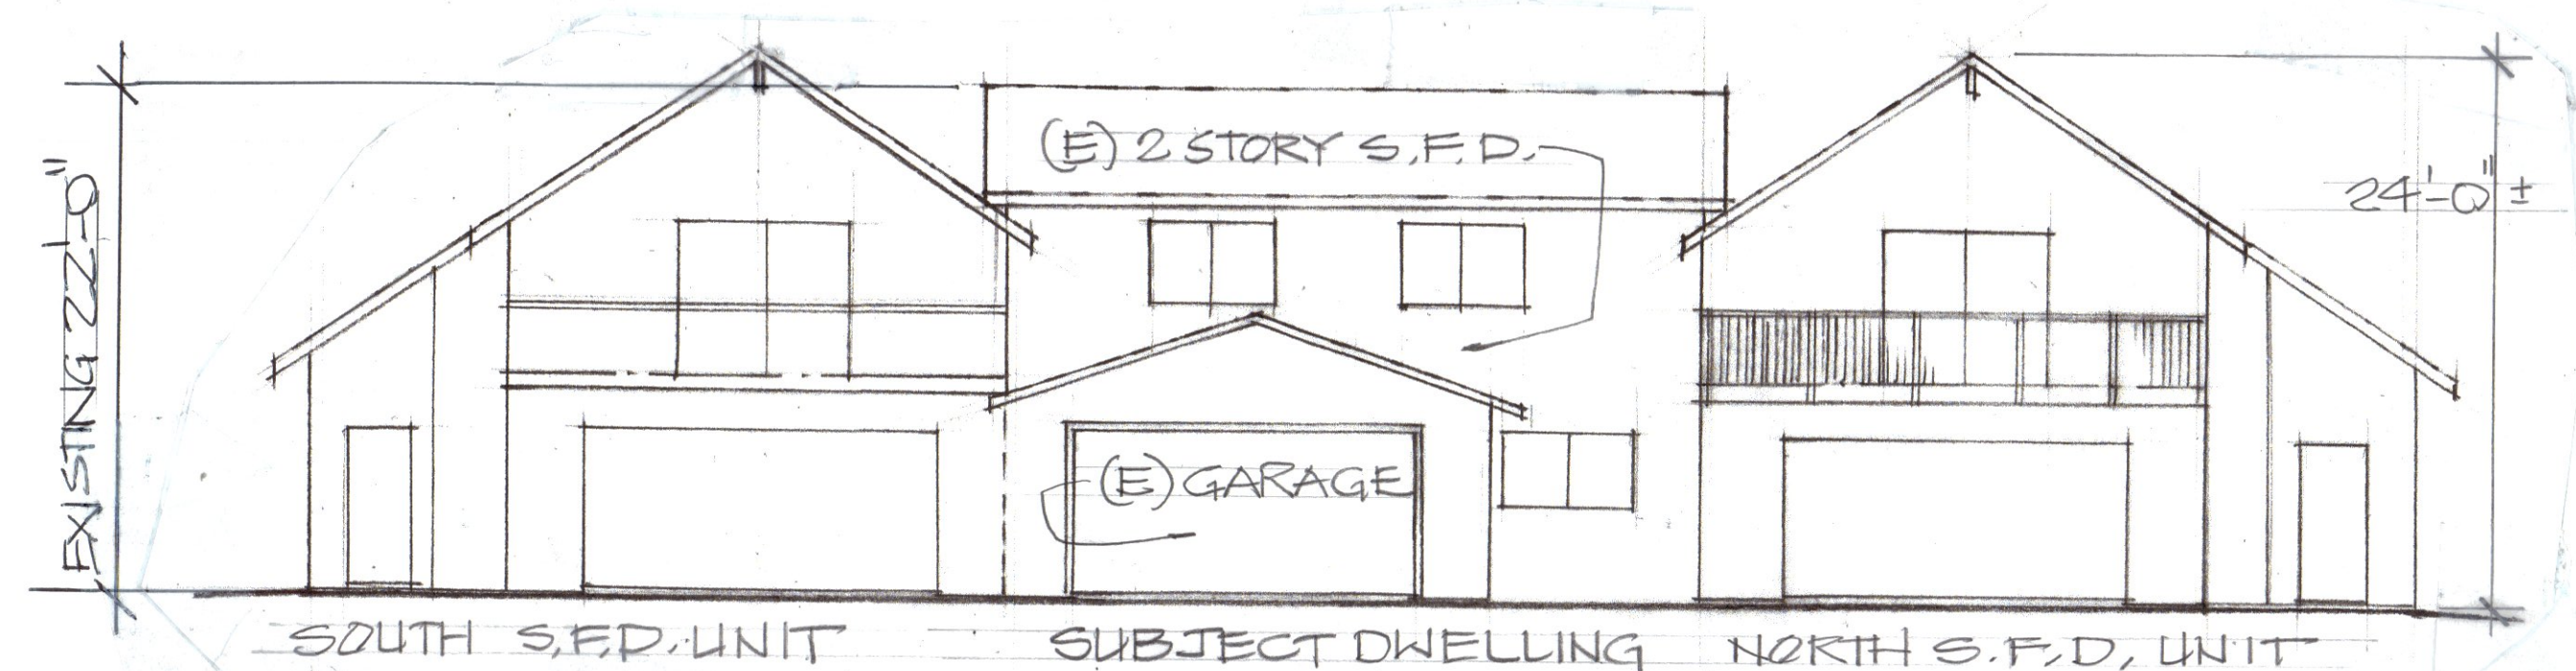 EXISTING 22'-0"
(E) 2 STORY S.F.D.
24'-0" ±
(E) GARAGE
SOUTH S.F.D. UNIT
SUBJECT DWELLING
NORTH S.F.D. UNIT